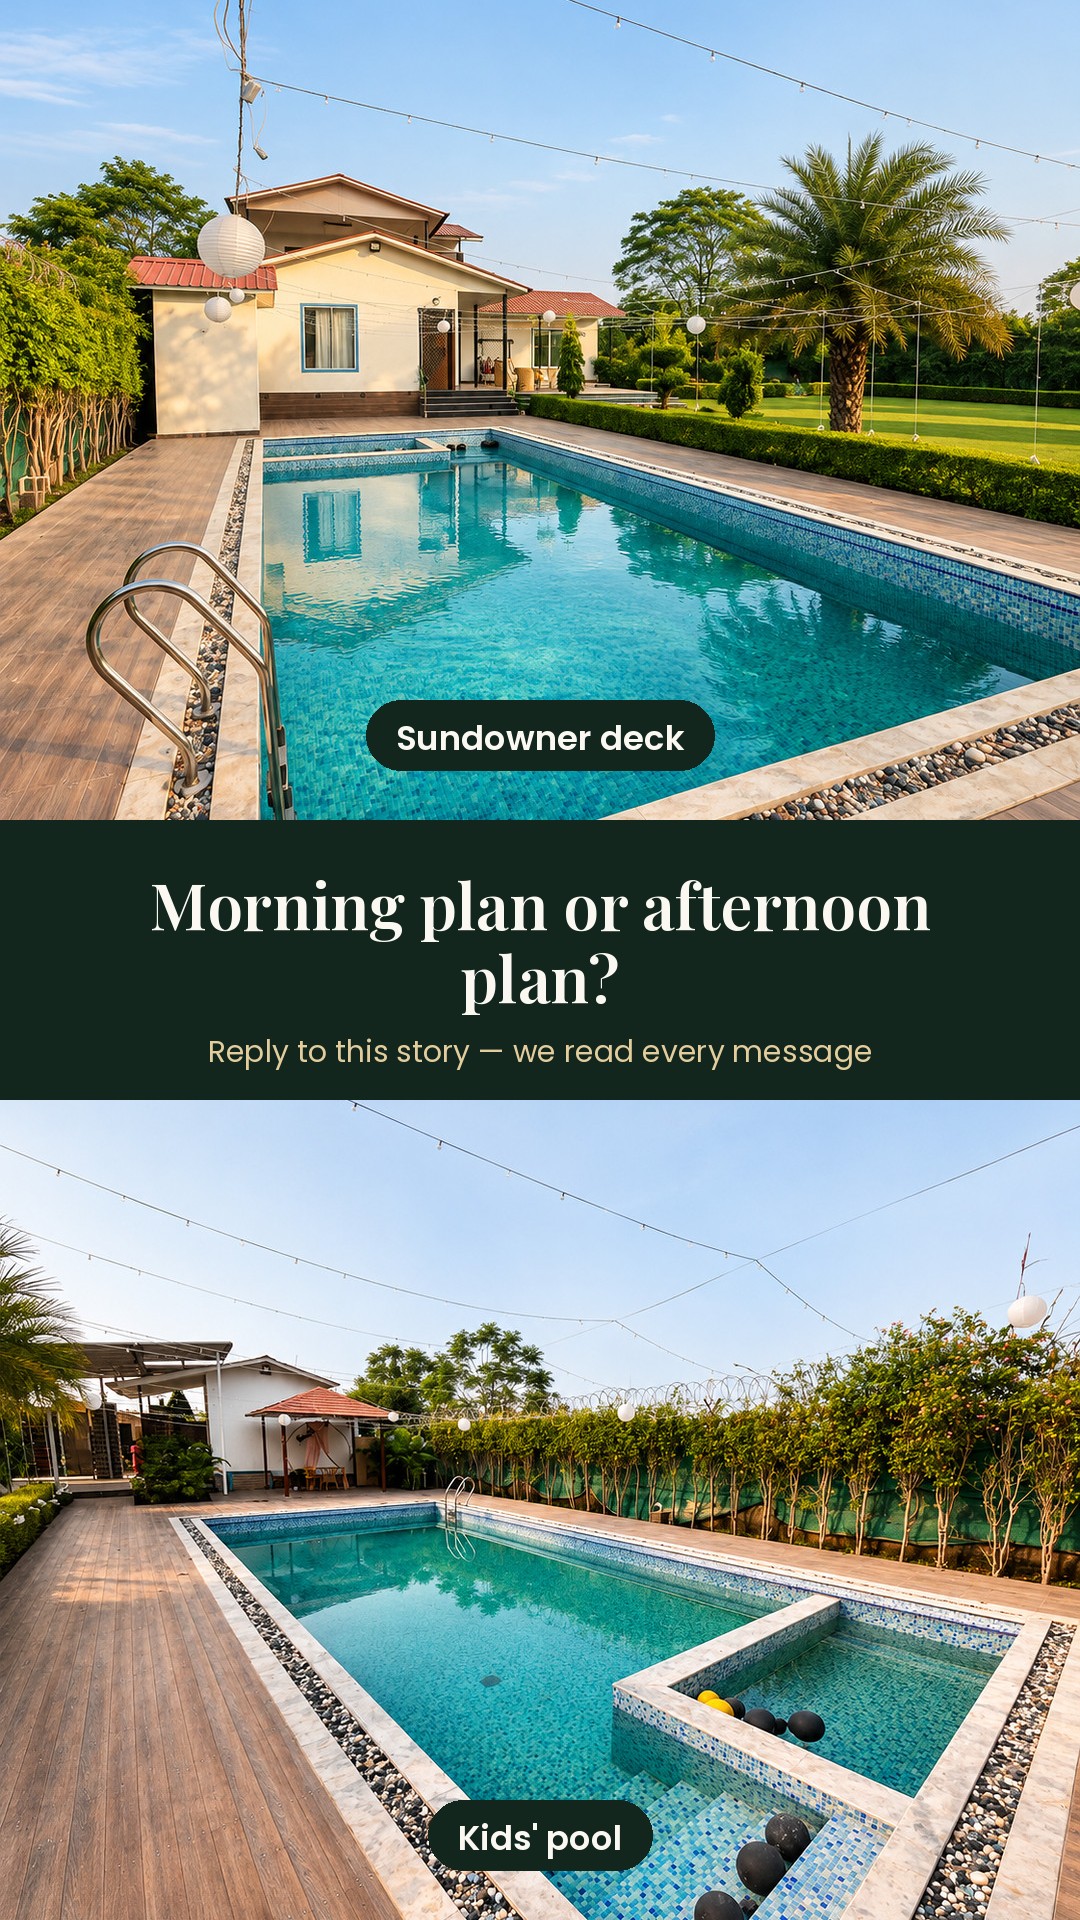 Sundowner deck
Morning plan or afternoon
plan?
Reply to this story — we read every message
Kids' pool